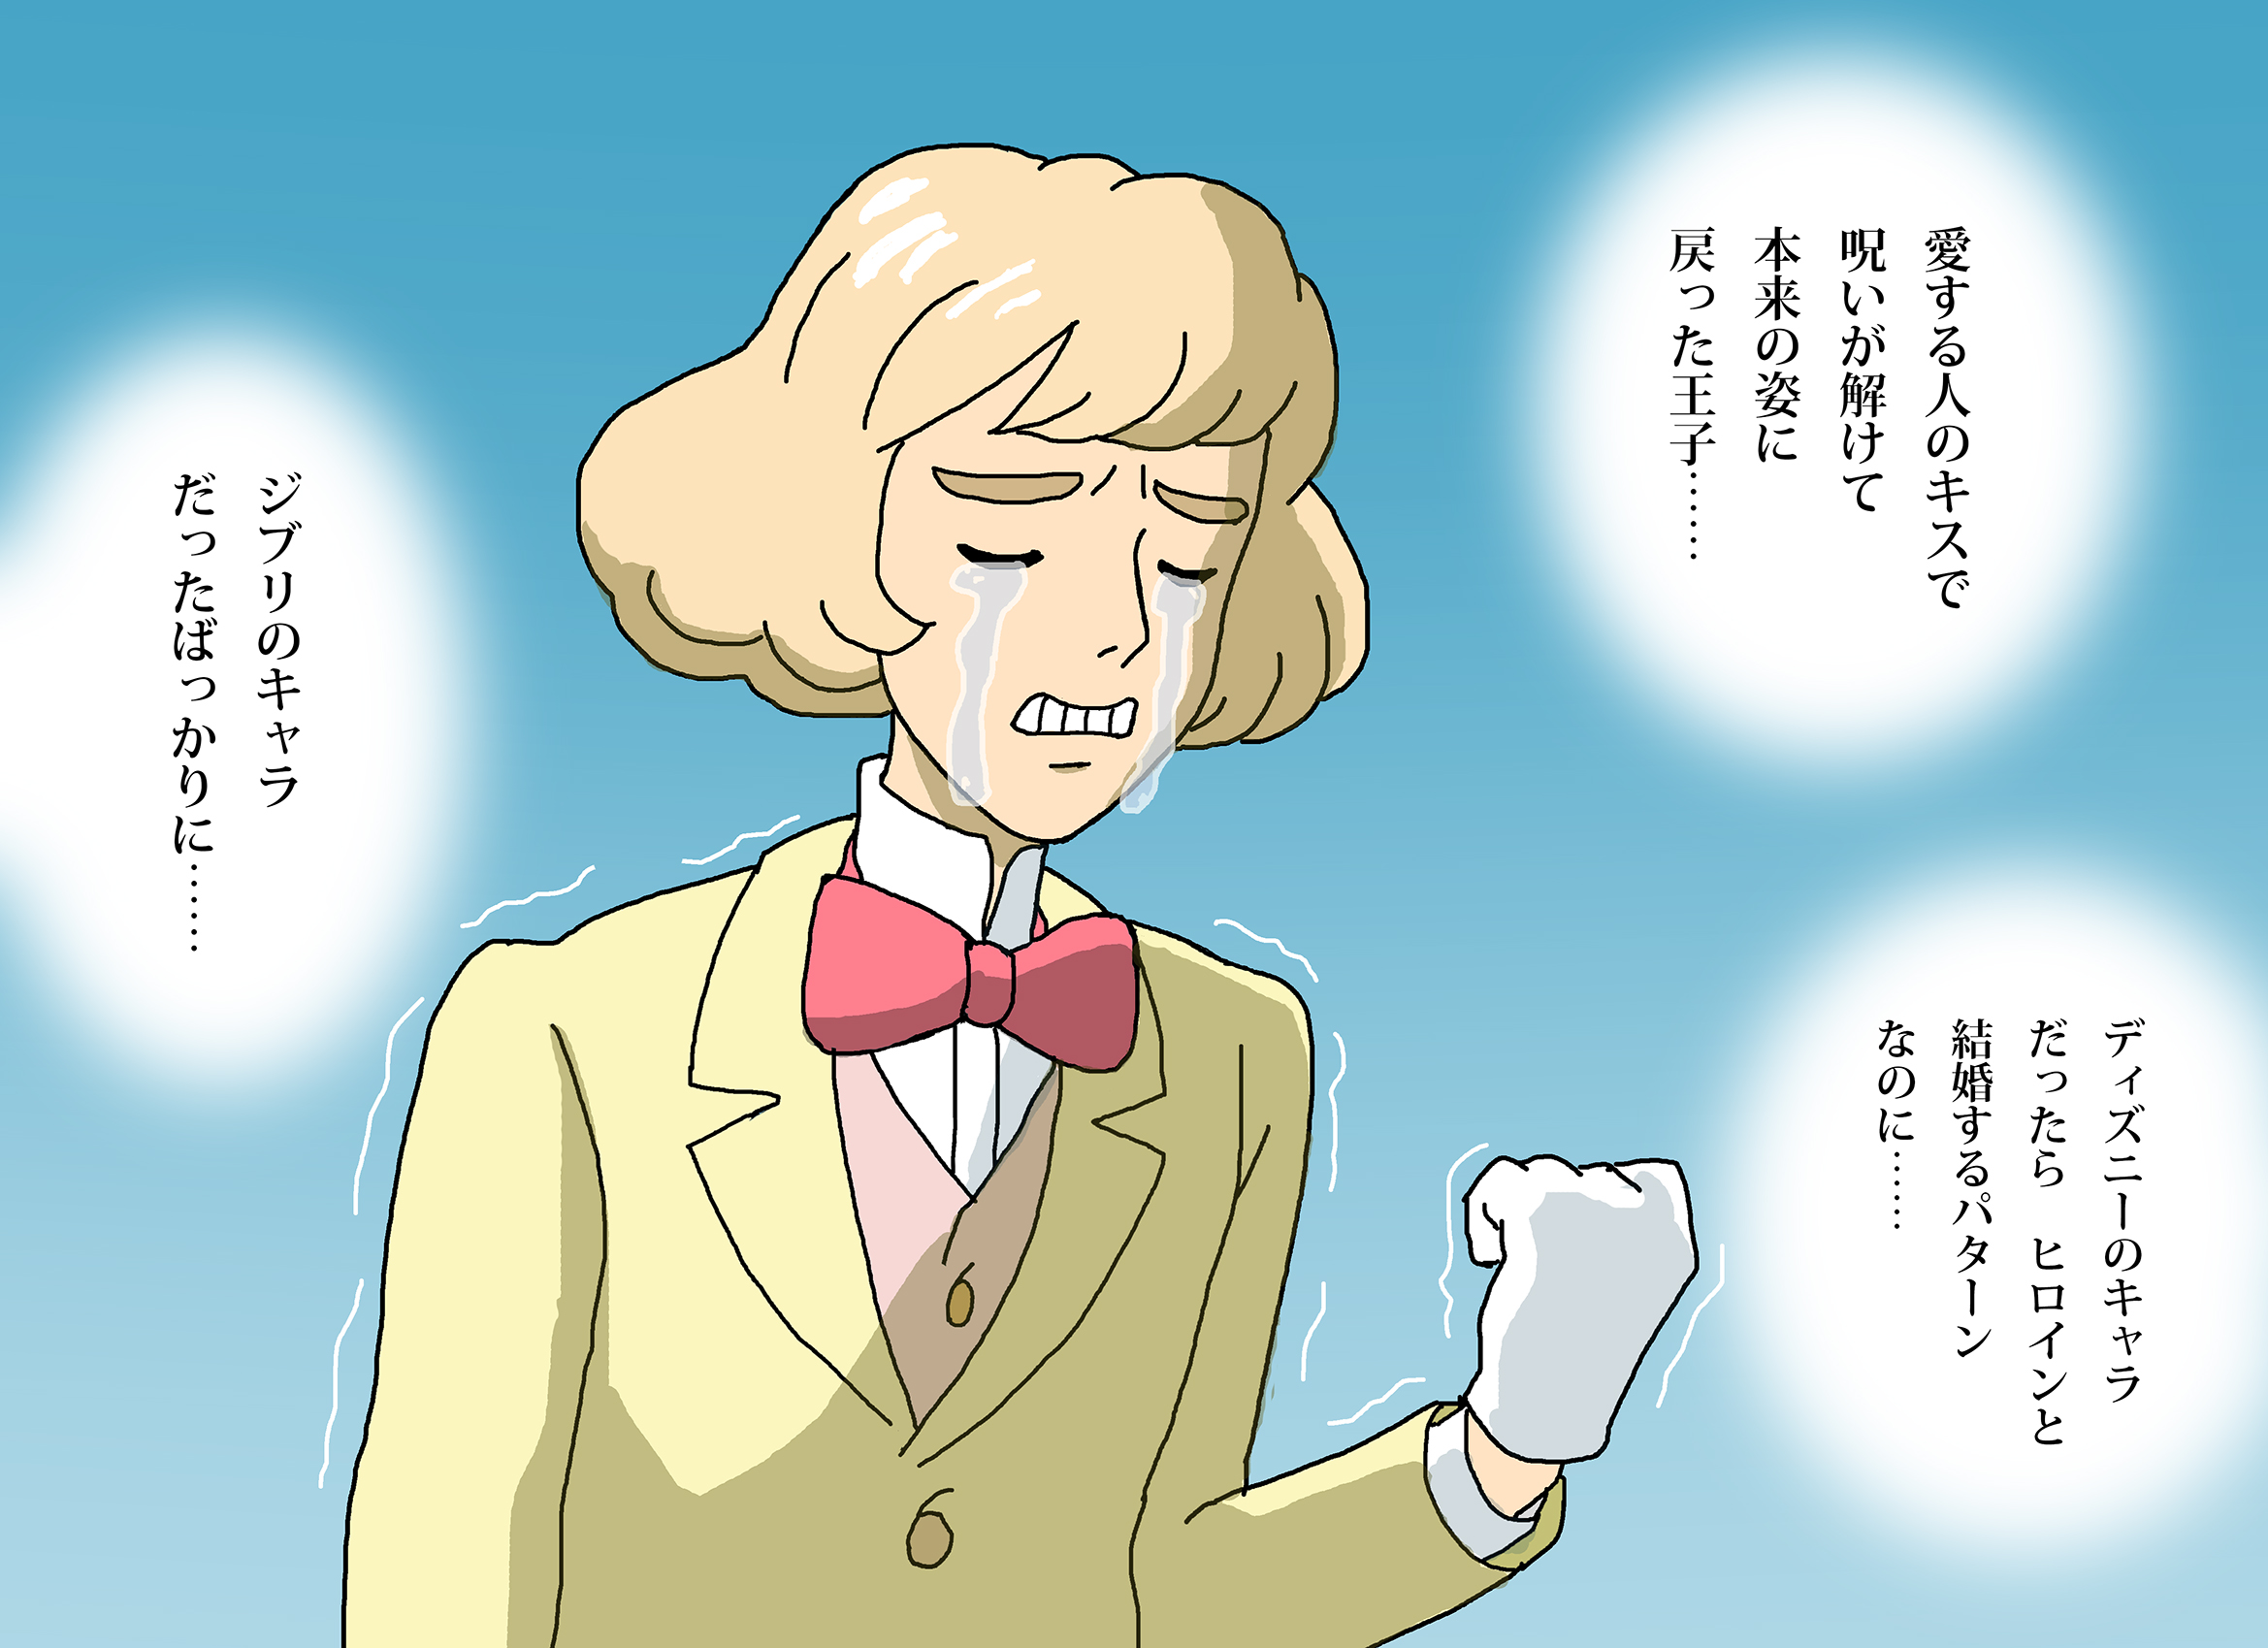 愛する人のキスで
呪いが解けて
本来の姿に
戻った王子……
ディズニーのキャラ
だったら　ヒロインと
結婚するパターン
なのに……
ジブリのキャラ
だったばっかりに……